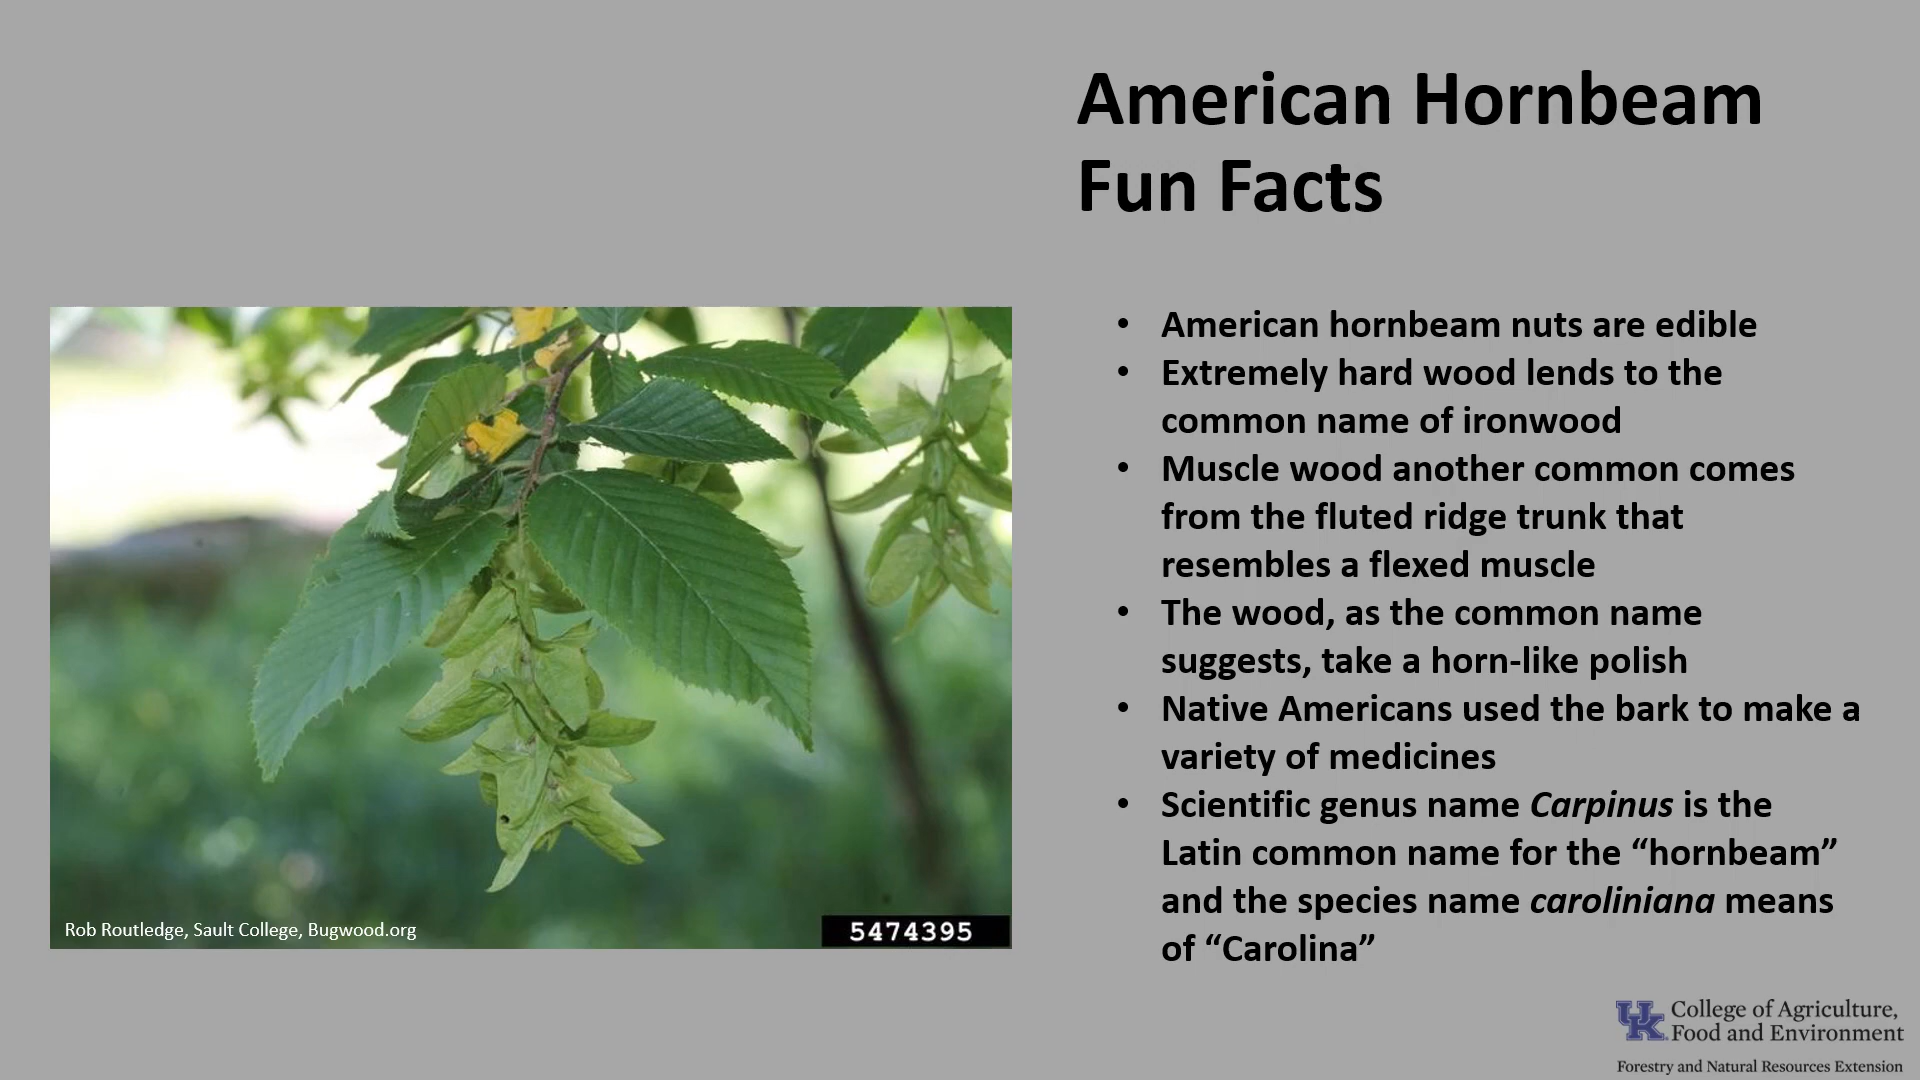 American Hornbeam
Fun Facts
• American hornbeam nuts are edible
• Extremely hard wood lends to the
common name of ironwood
• Muscle wood another common comes
from the fluted ridge trunk that
resembles a flexed muscle
• The wood, as the common name
suggests, take a horn-like polish
• Native Americans used the bark to make a
variety of medicines
• Scientific genus name Carpinus is the
Latin common name for the “hornbeam”
and the species name caroliniana means
of “Carolina”
Rob Routledge, Sault College, Bugwood.org
5474395
UK College of Agriculture,
Food and Environment
Forestry and Natural Resources Extension